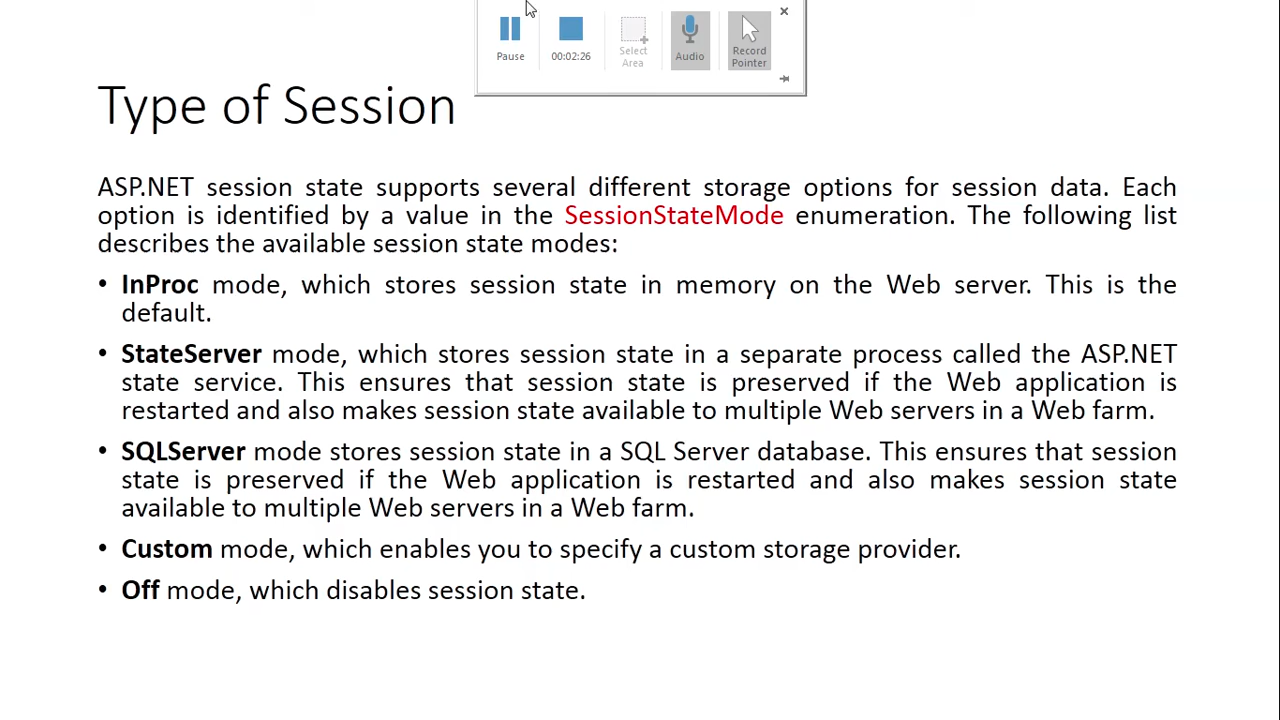 Pause
00:02:26
Select
Area
Audio
Record
Pointer
Type of Session
ASP.NET session state supports several different storage options for session data. Each
option is identified by a value in the SessionStateMode enumeration. The following list
describes the available session state modes:
• InProc mode, which stores session state in memory on the Web server. This is the
default.
• StateServer mode, which stores session state in a separate process called the ASP.NET
state service. This ensures that session state is preserved if the Web application is
restarted and also makes session state available to multiple Web servers in a Web farm.
• SQLServer mode stores session state in a SQL Server database. This ensures that session
state is preserved if the Web application is restarted and also makes session state
available to multiple Web servers in a Web farm.
• Custom mode, which enables you to specify a custom storage provider.
• Off mode, which disables session state.